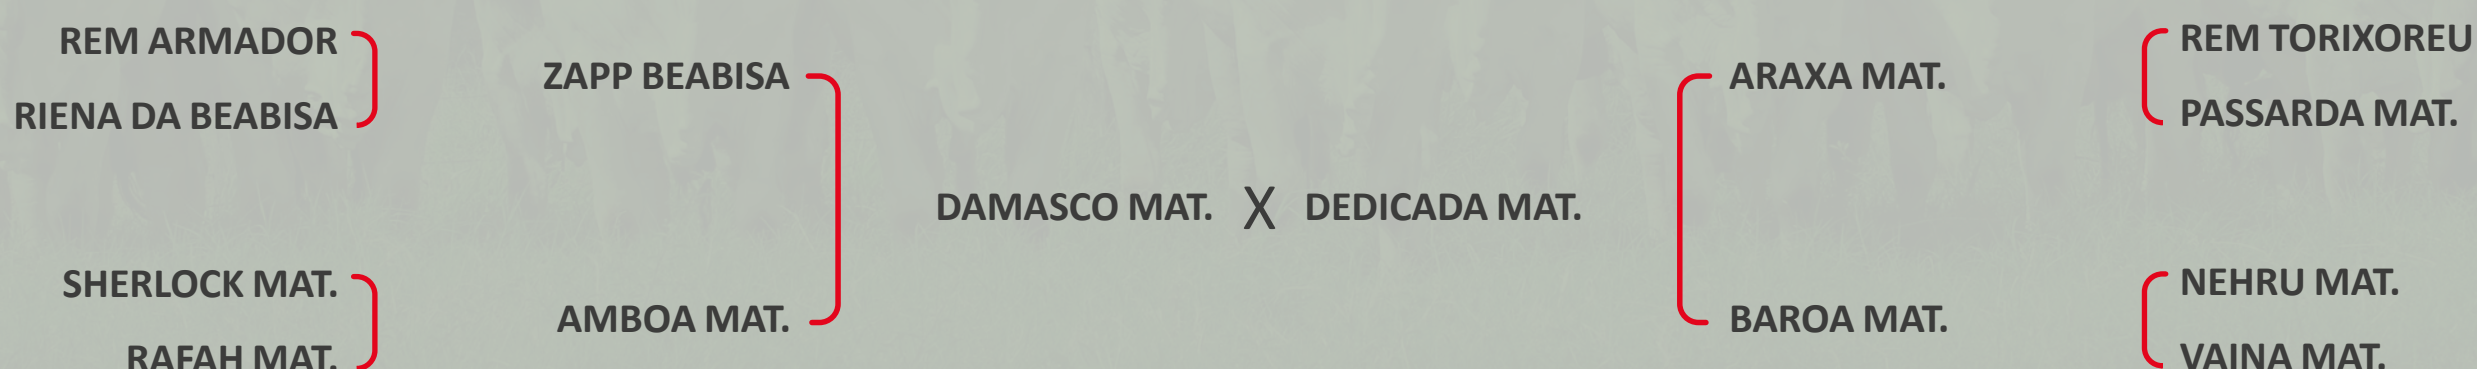 REM ARMADOR
RIENA DA BEABISA
ZAPP BEABISA
SHERLOCK MAT.
RAFAH MAT.
AMBOA MAT.
DAMASCO MAT. X DEDICADA MAT.
ARAXA MAT.
REM TORIXOREU
PASSARDA MAT.
BAROA MAT.
NEHRU MAT.
VAINA MAT.